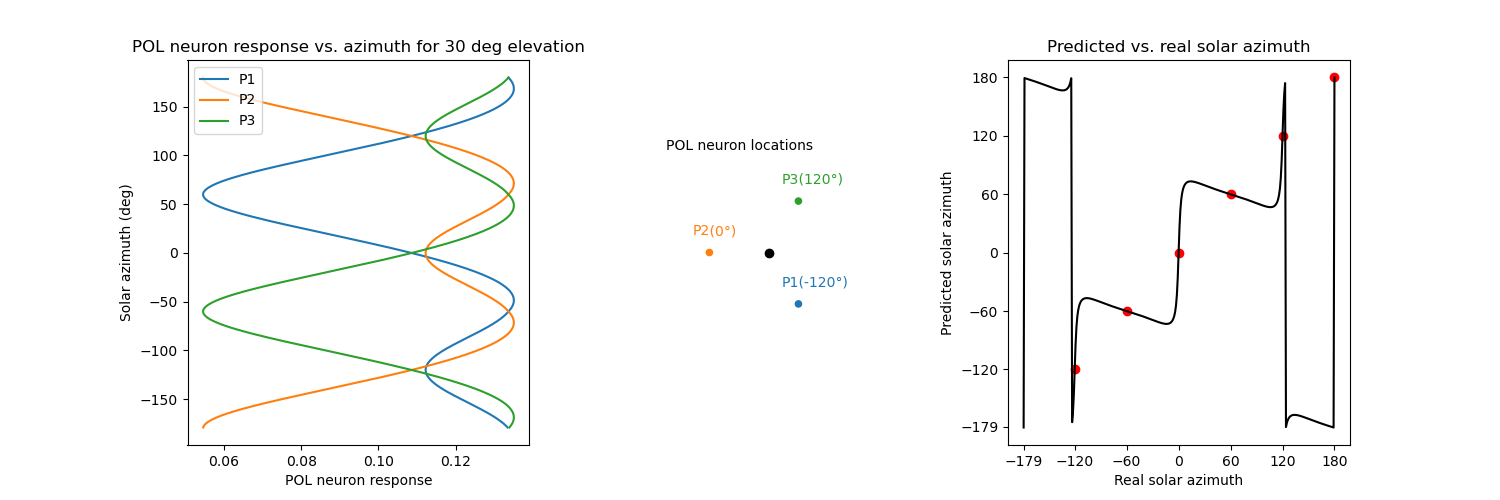 POL neuron response vs. azimuth for 30 deg elevation
P1
P2
P3
150
100
50
0
−50
−100
−150
Solar azimuth (deg)
0.06 0.08 0.10 0.12
POL neuron response
POL neuron locations
P3(120°)
P2(0°)
P1(-120°)
Predicted vs. real solar azimuth
180
120
60
0
−60
−120
−179
Predicted solar azimuth
−179 −120 −60 0 60 120 180
Real solar azimuth